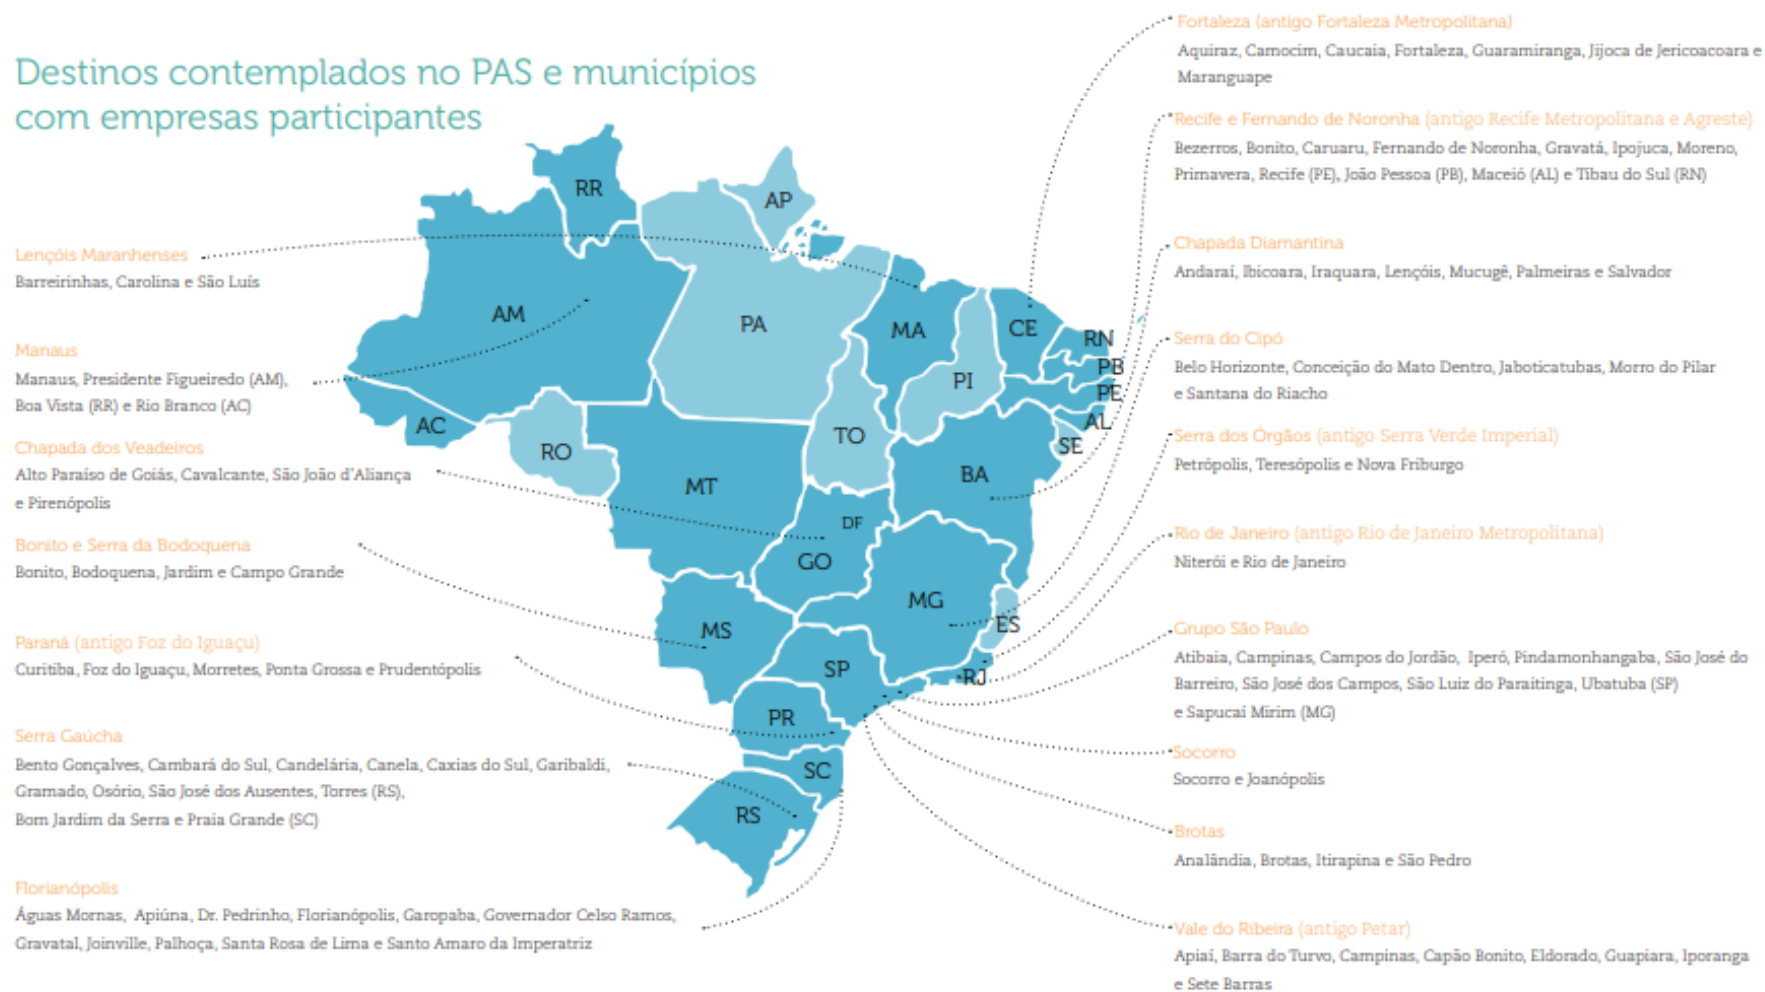 Destinos contemplados no PAS e municípios
com empresas participantes
Lençóis Maranhenses
Barreirinhas, Carolina e São Luís
Manaus
Manaus, Presidente Figueiredo (AM),
Boa Vista (RR) e Rio Branco (AC)
Chapada dos Veadeiros
Alto Paraíso de Goiás, Cavalcante, São João d'Aliança
e Pirenópolis
Bonito e Serra da Bodoquena
Bonito, Bodoquena, Jardim e Campo Grande
Paraná (antigo Foz do Iguaçu)
Curitiba, Foz do Iguaçu, Morretes, Ponta Grossa e Prudentópolis
Serra Gaúcha
Bento Gonçalves, Cambará do Sul, Candelária, Canela, Caxias do Sul, Garibaldi,
Gramado, Osório, São José dos Ausentes, Torres (RS),
Bom Jardim da Serra e Praia Grande (SC)
Florianópolis
Águas Mornas, Apiúna, Dr. Pedrinho, Florianópolis, Garopaba, Governador Celso Ramos,
Gravatal, Joinville, Palhoça, Santa Rosa de Lima e Santo Amaro da Imperatriz
RR
AP
AM
PA
MA
CE
RN
PB
PE
PI
AL
SE
AC
RO
TO
BA
MT
DF
GO
MG
ES
MS
SP
RJ
PR
SC
RS
Fortaleza (antigo Fortaleza Metropolitana)
Aquiraz, Camocim, Caucaia, Fortaleza, Guaramiranga, Jijoca de Jericoacoara e
Maranguape
Recife e Fernando de Noronha (antigo Recife Metropolitana e Agreste)
Bezerros, Bonito, Caruaru, Fernando de Noronha, Gravatá, Ipojuca, Moreno,
Primavera, Recife (PE), João Pessoa (PB), Maceió (AL) e Tibau do Sul (RN)
Chapada Diamantina
Andaraí, Ibicoara, Iraquara, Lençóis, Mucugê, Palmeiras e Salvador
Serra do Cipó
Belo Horizonte, Conceição do Mato Dentro, Jaboticatubas, Morro do Pilar
e Santana do Riacho
Serra dos Órgãos (antigo Serra Verde Imperial)
Petrópolis, Teresópolis e Nova Friburgo
Rio de Janeiro (antigo Rio de Janeiro Metropolitana)
Niterói e Rio de Janeiro
Grupo São Paulo
Atibaia, Campinas, Campos do Jordão, Iperó, Pindamonhangaba, São José do
Barreiro, São José dos Campos, São Luiz do Paraitinga, Ubatuba (SP)
e Sapucaí Mirim (MG)
Socorro
Socorro e Joanópolis
Brotas
Analândia, Brotas, Itirapina e São Pedro
Vale do Ribeira (antigo Petar)
Apiaí, Barra do Turvo, Campinas, Capão Bonito, Eldorado, Guapiara, Iporanga
e Sete Barras